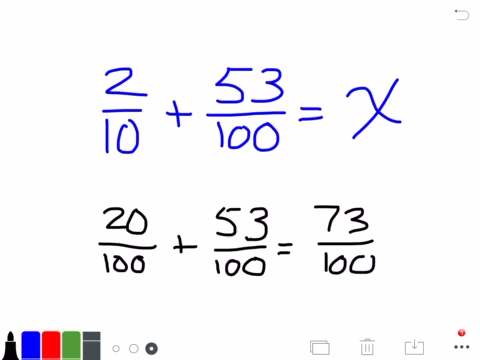 2/10 + 53/100 = x
20/100 + 53/100 = 73/100